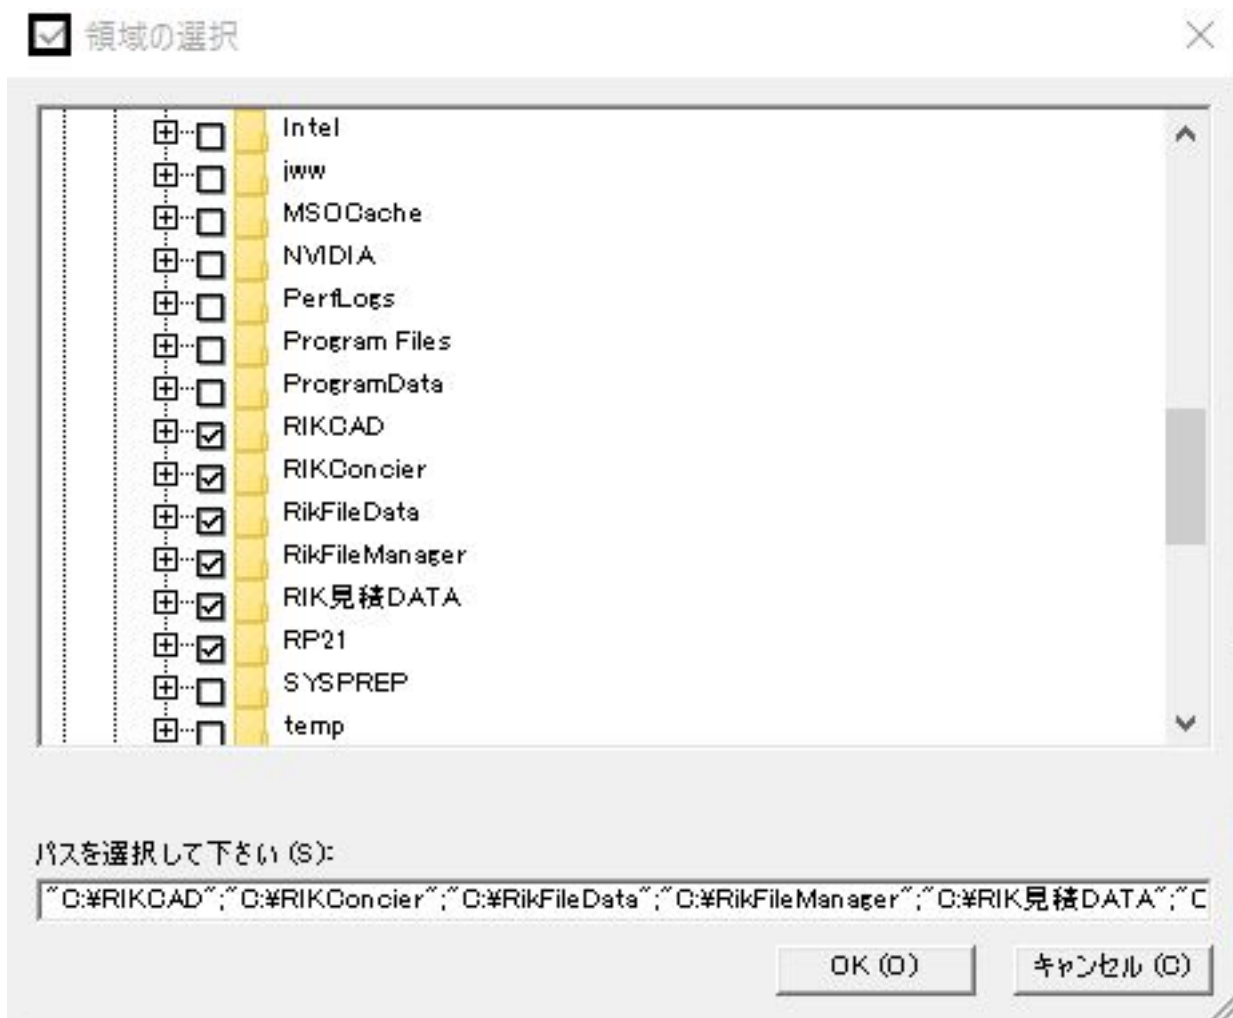 領域の選択
Intel
jww
MSOCache
NVIDIA
PerfLogs
Program Files
ProgramData
RIKCAD
RIKConcier
RikFileData
RikFileManager
RIK見積DATA
RP21
SYSPREP
temp
パスを選択して下さい (S):
"C:¥RIKCAD";"C:¥RIKConcier";"C:¥RikFileData";"C:¥RikFileManager";"C:¥RIK見積DATA";"C
OK (O)
キャンセル (C)